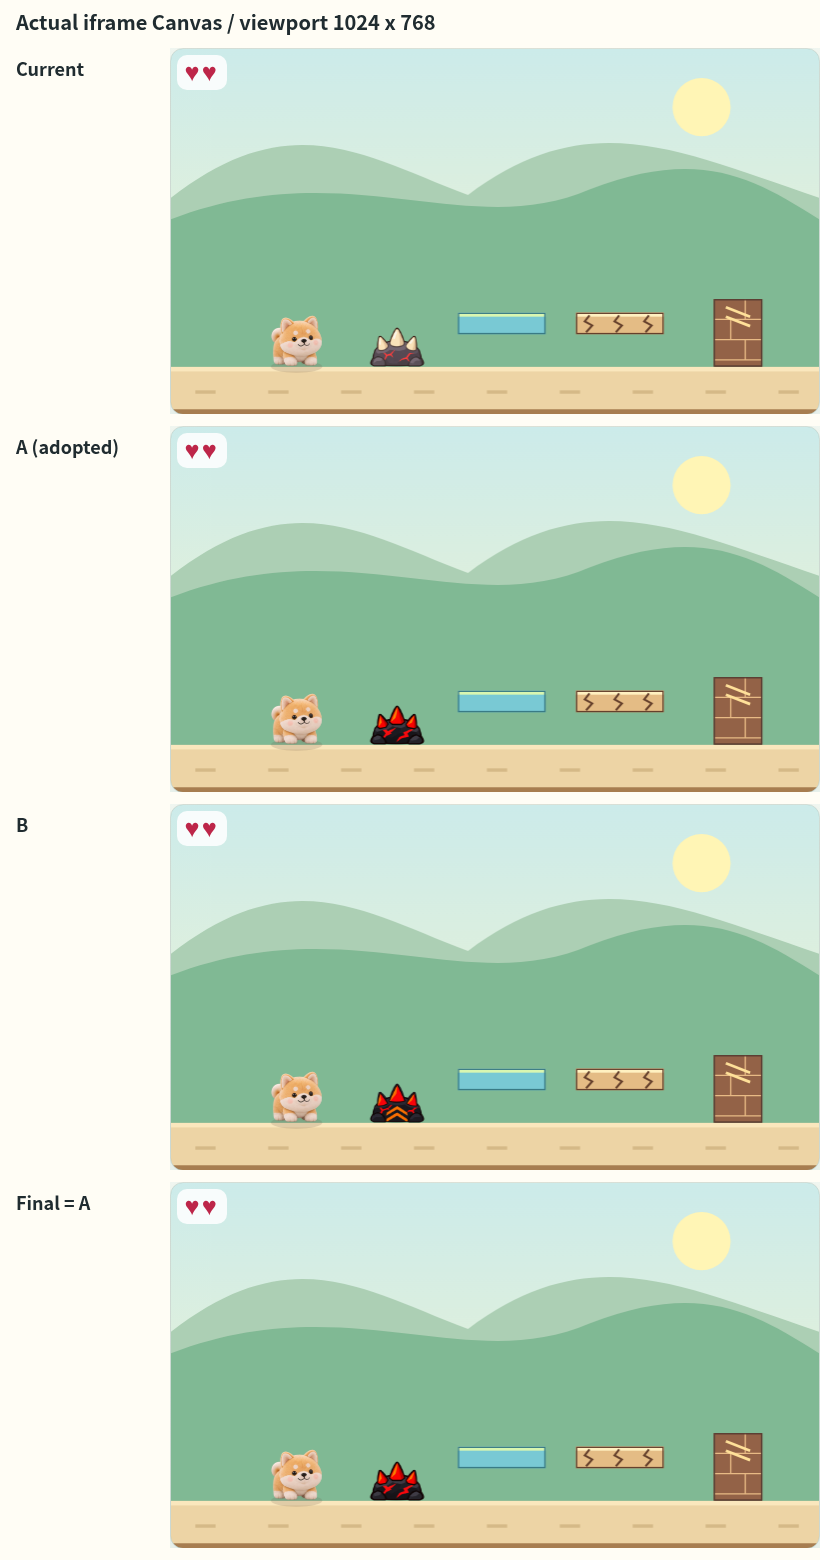 Actual iframe Canvas / viewport 1024 x 768
Current
A (adopted)
B
Final = A